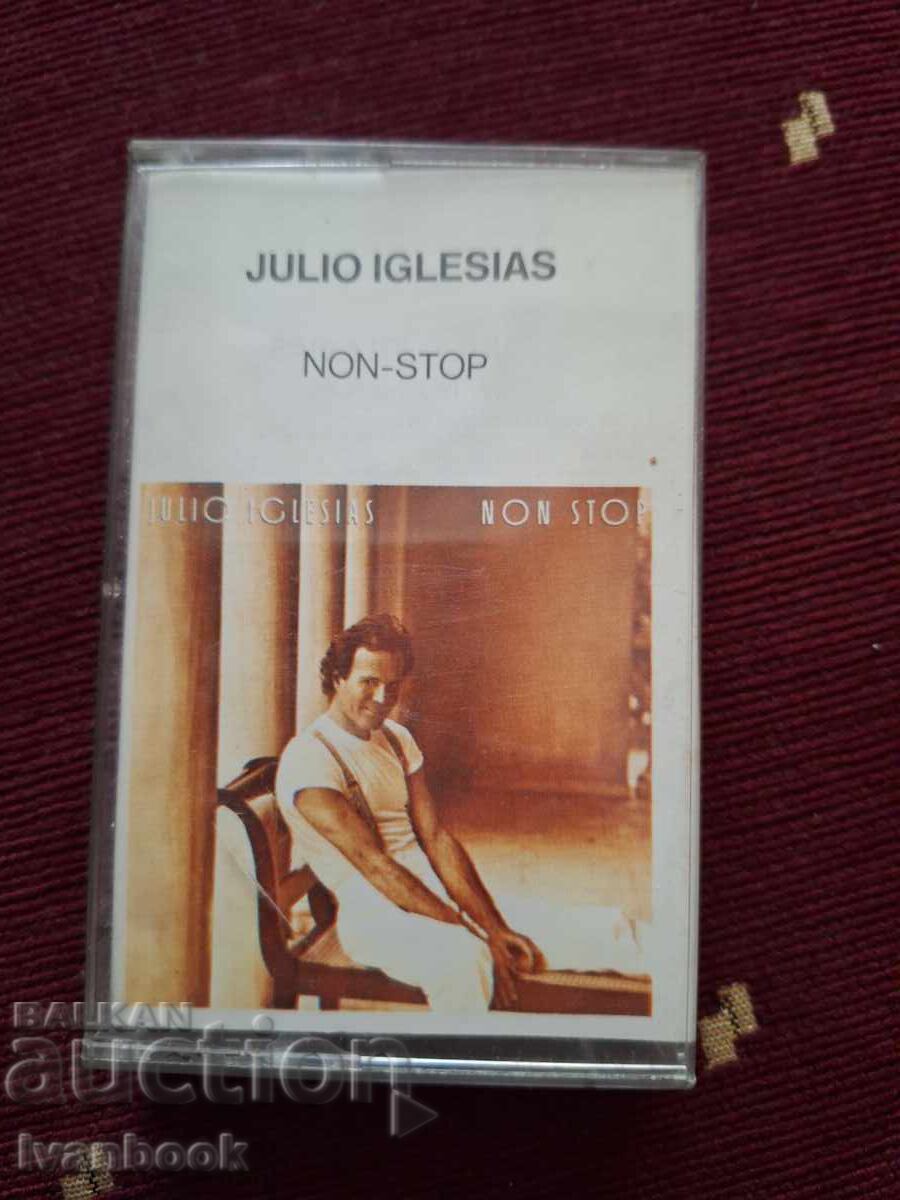 JULIO IGLESIAS
NON-STOP
JULIO IGLESIAS NON STOP
BALKAN
auction
Ivanbook